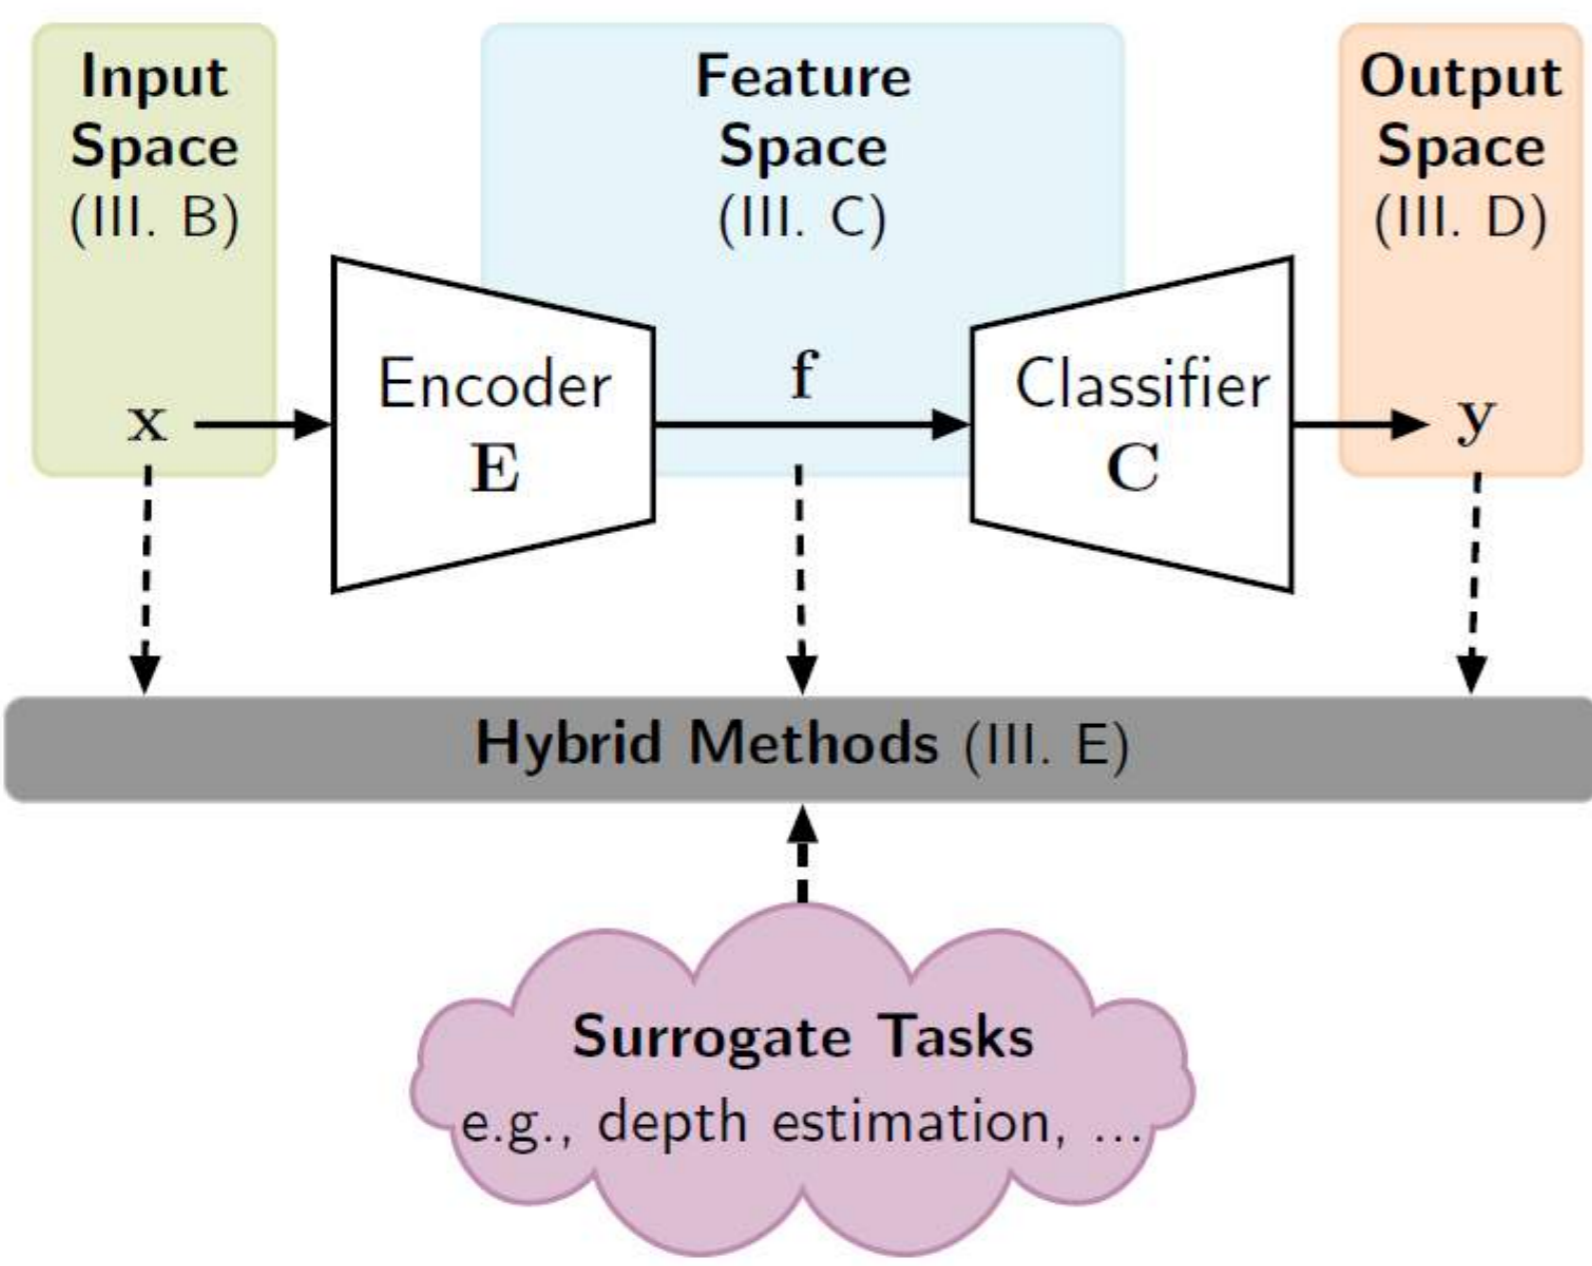 Input
Space
(III. B)
Feature
Space
(III. C)
Output
Space
(III. D)
x
Encoder
E
f
Classifier
C
y
Hybrid Methods (III. E)
Surrogate Tasks
e.g., depth estimation, ...